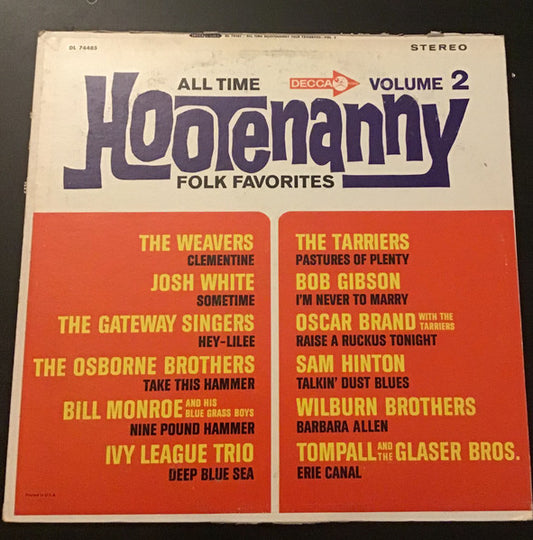 DL 74485
STEREO
ALL TIME
DECCA
VOLUME 2
Hootenanny
FOLK FAVORITES
THE WEAVERS
CLEMENTINE
JOSH WHITE
SOMETIME
THE GATEWAY SINGERS
HEY-LILEE
THE OSBORNE BROTHERS
TAKE THIS HAMMER
BILL MONROE AND HIS BLUE GRASS BOYS
NINE POUND HAMMER
IVY LEAGUE TRIO
DEEP BLUE SEA
THE TARRIERS
PASTURES OF PLENTY
BOB GIBSON
I'M NEVER TO MARRY
OSCAR BRAND WITH THE TARRIERS
RAISE A RUCKUS TONIGHT
SAM HINTON
TALKIN' DUST BLUES
WILBURN BROTHERS
BARBARA ALLEN
TOMPALL AND THE GLASER BROS.
ERIE CANAL
Printed in U.S.A.